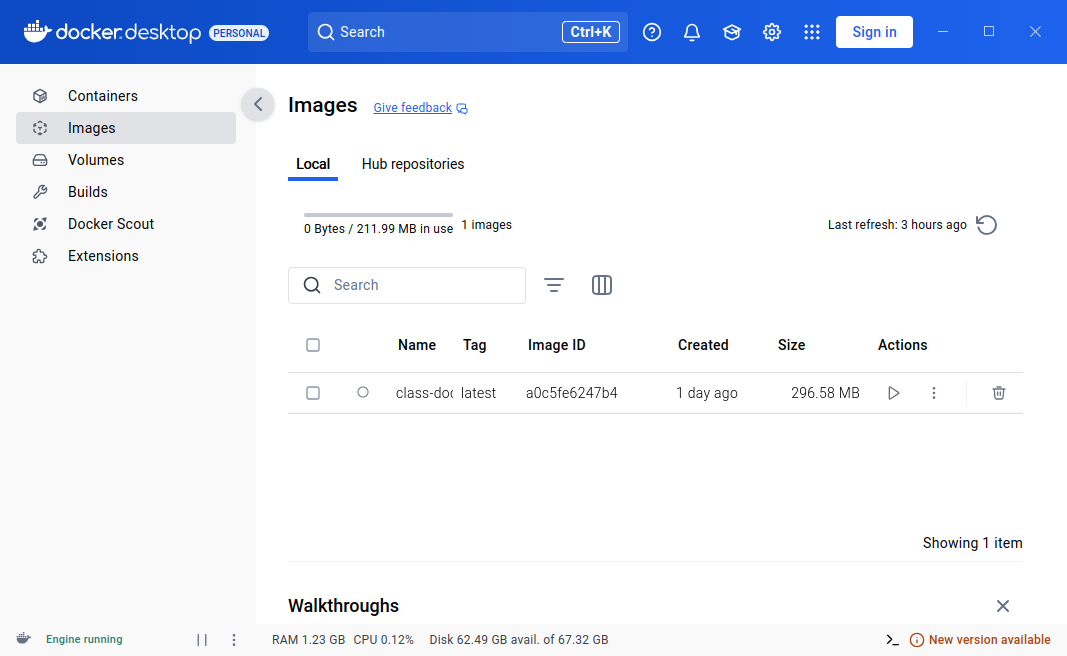 docker.desktop PERSONAL
Search Ctrl+K
Sign in
Containers
Images
Volumes
Builds
Docker Scout
Extensions
Images Give feedback
Local Hub repositories
0 Bytes / 211.99 MB in use 1 images
Last refresh: 3 hours ago
Search
Name Tag Image ID Created Size Actions
class-doc latest a0c5fe6247b4 1 day ago 296.58 MB
Showing 1 item
Walkthroughs
Engine running RAM 1.23 GB CPU 0.12% Disk 62.49 GB avail. of 67.32 GB New version available